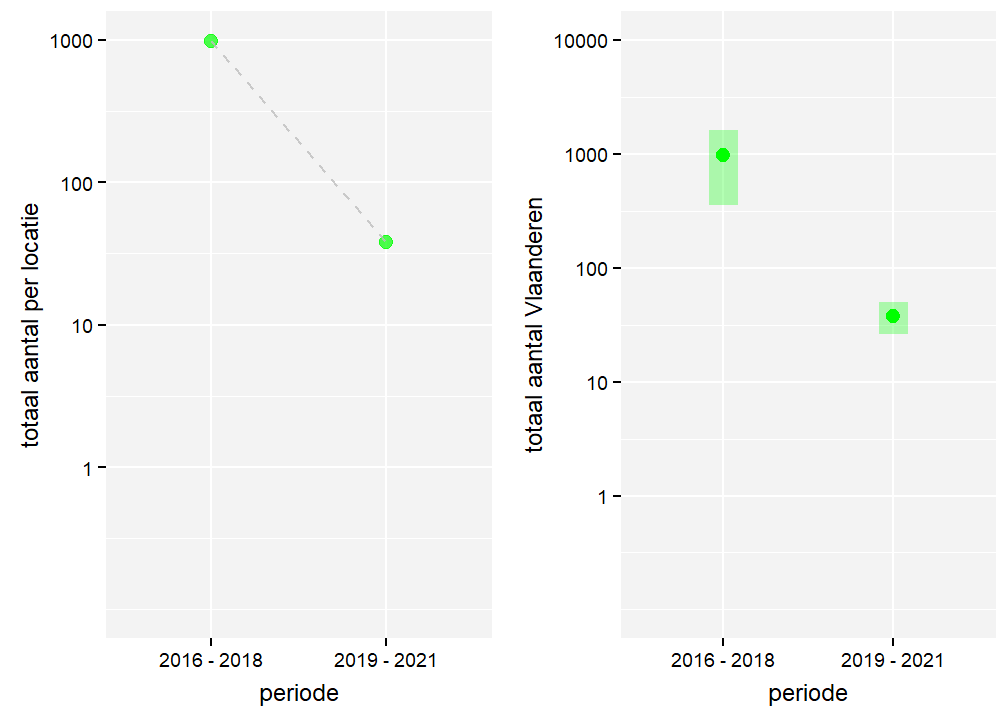 totaal aantal per locatie
1000
100
10
1
2016 - 2018
2019 - 2021
periode
totaal aantal Vlaanderen
10000
1000
100
10
1
2016 - 2018
2019 - 2021
periode